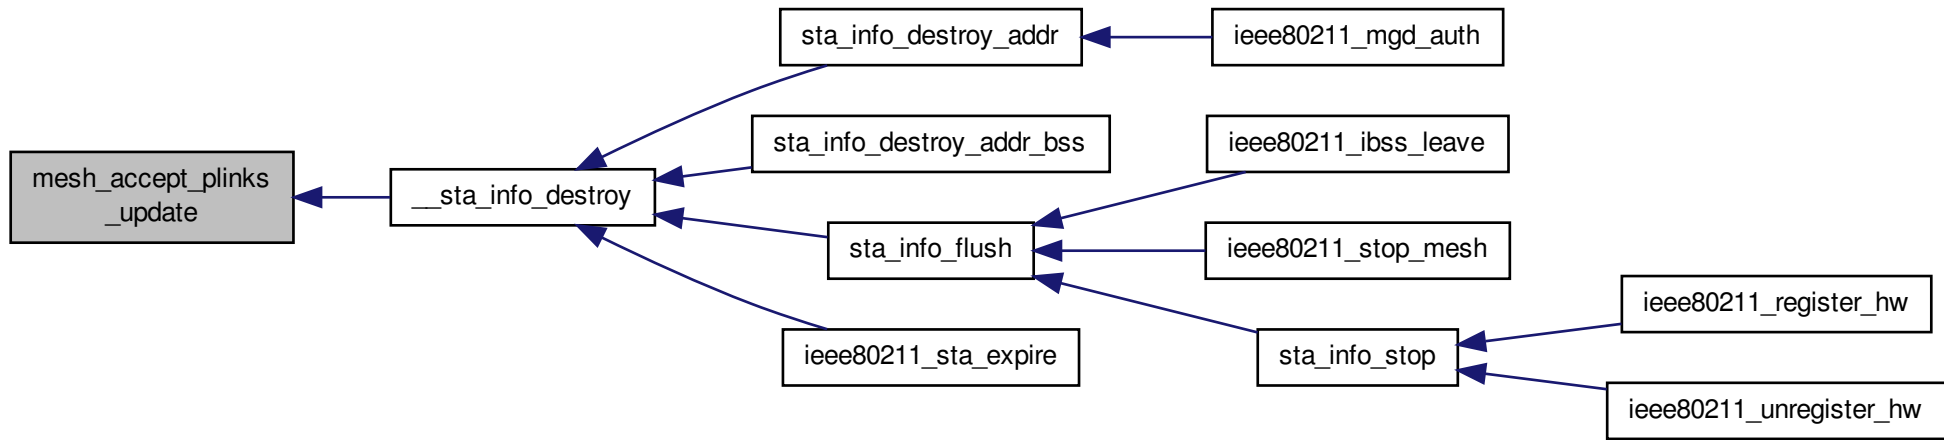 sta_info_destroy_addr
ieee80211_mgd_auth
sta_info_destroy_addr_bss
ieee80211_ibss_leave
mesh_accept_plinks
_update
__sta_info_destroy
sta_info_flush
ieee80211_stop_mesh
ieee80211_register_hw
ieee80211_sta_expire
sta_info_stop
ieee80211_unregister_hw